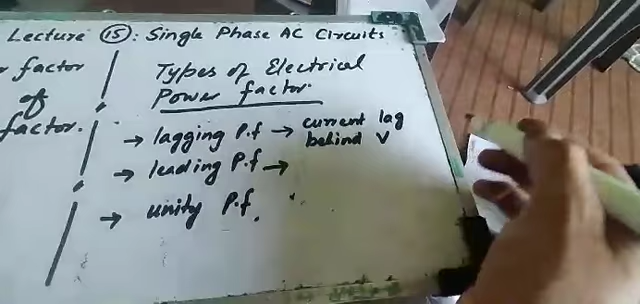 Lecture 15: Single Phase AC Circuits
factor
of
factor.
Types of Electrical
Power factor.
→ lagging P.f → current lag
behind V
→ leading P.f →
→ unity P.f.